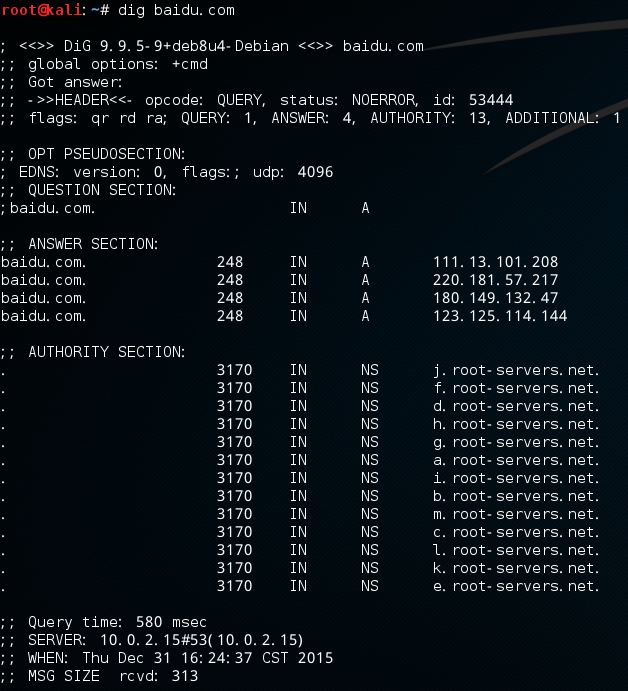 root@kali:~# dig baidu.com
; <<>> DiG 9.9.5-9+deb8u4-Debian <<>> baidu.com
;; global options: +cmd
;; Got answer:
;; ->>HEADER<<- opcode: QUERY, status: NOERROR, id: 53444
;; flags: qr rd ra; QUERY: 1, ANSWER: 4, AUTHORITY: 13, ADDITIONAL: 1
;; OPT PSEUDOSECTION:
; EDNS: version: 0, flags:; udp: 4096
;; QUESTION SECTION:
;baidu.com. IN A
;; ANSWER SECTION:
baidu.com. 248 IN A 111.13.101.208
baidu.com. 248 IN A 220.181.57.217
baidu.com. 248 IN A 180.149.132.47
baidu.com. 248 IN A 123.125.114.144
;; AUTHORITY SECTION:
. 3170 IN NS j.root-servers.net.
. 3170 IN NS f.root-servers.net.
. 3170 IN NS d.root-servers.net.
. 3170 IN NS h.root-servers.net.
. 3170 IN NS g.root-servers.net.
. 3170 IN NS a.root-servers.net.
. 3170 IN NS i.root-servers.net.
. 3170 IN NS b.root-servers.net.
. 3170 IN NS m.root-servers.net.
. 3170 IN NS c.root-servers.net.
. 3170 IN NS l.root-servers.net.
. 3170 IN NS k.root-servers.net.
. 3170 IN NS e.root-servers.net.
;; Query time: 580 msec
;; SERVER: 10.0.2.15#53(10.0.2.15)
;; WHEN: Thu Dec 31 16:24:37 CST 2015
;; MSG SIZE rcvd: 313